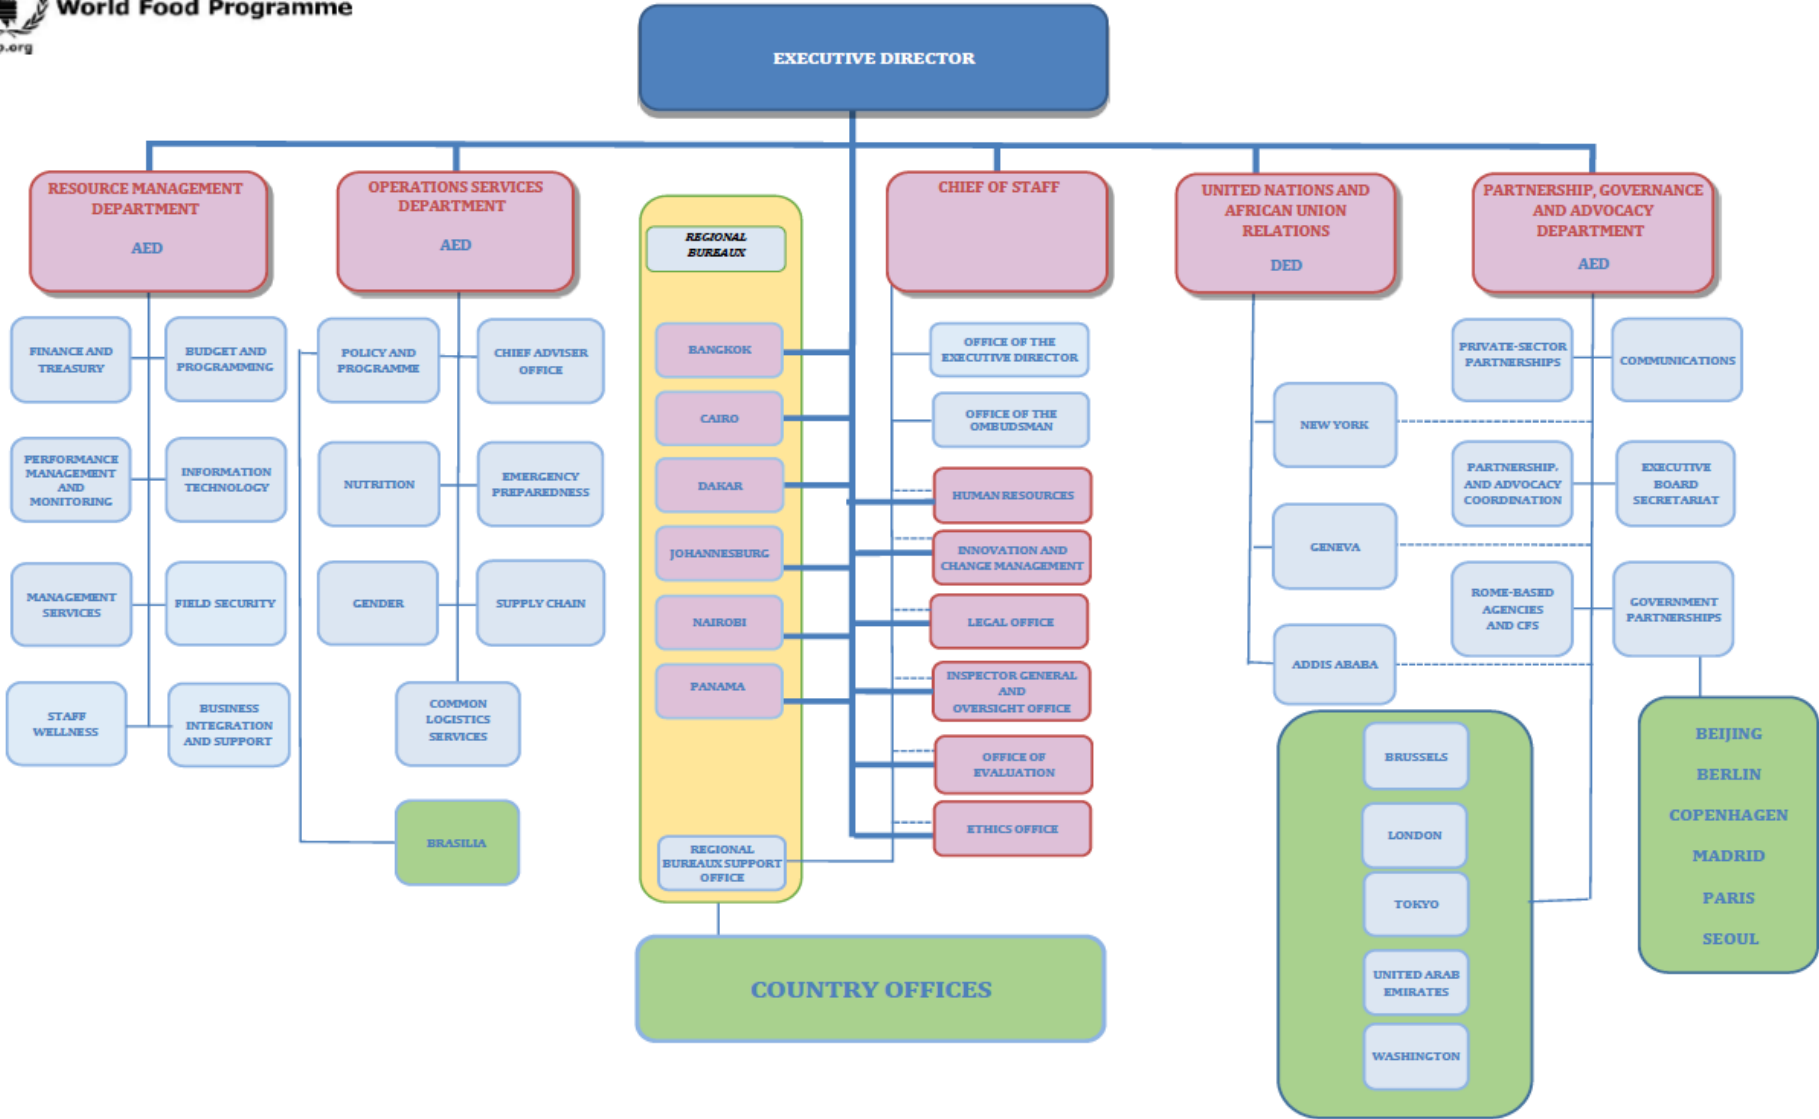 World Food Programme
.org
EXECUTIVE DIRECTOR
RESOURCE MANAGEMENT
DEPARTMENT
AED
OPERATIONS SERVICES
DEPARTMENT
AED
REGIONAL
BUREAUX
CHIEF OF STAFF
UNITED NATIONS AND
AFRICAN UNION
RELATIONS
DED
PARTNERSHIP, GOVERNANCE
AND ADVOCACY
DEPARTMENT
AED
FINANCE AND
TREASURY
BUDGET AND
PROGRAMMING
PERFORMANCE
MANAGEMENT
AND
MONITORING
INFORMATION
TECHNOLOGY
MANAGEMENT
SERVICES
FIELD SECURITY
STAFF
WELLNESS
BUSINESS
INTEGRATION
AND SUPPORT
POLICY AND
PROGRAMME
CHIEF ADVISER
OFFICE
NUTRITION
EMERGENCY
PREPAREDNESS
GENDER
SUPPLY CHAIN
COMMON
LOGISTICS
SERVICES
BRASILIA
BANGKOK
CAIRO
DAKAR
JOHANNESBURG
NAIROBI
PANAMA
REGIONAL
BUREAUX SUPPORT
OFFICE
COUNTRY OFFICES
OFFICE OF THE
EXECUTIVE DIRECTOR
OFFICE OF THE
OMBUDSMAN
HUMAN RESOURCES
INNOVATION AND
CHANGE MANAGEMENT
LEGAL OFFICE
INSPECTOR GENERAL
AND
OVERSIGHT OFFICE
OFFICE OF
EVALUATION
ETHICS OFFICE
NEW YORK
GENEVA
ADDIS ABABA
PRIVATE-SECTOR
PARTNERSHIPS
COMMUNICATIONS
PARTNERSHIP,
AND ADVOCACY
COORDINATION
EXECUTIVE
BOARD
SECRETARIAT
ROME-BASED
AGENCIES
AND CFS
GOVERNMENT
PARTNERSHIPS
BRUSSELS
LONDON
TOKYO
UNITED ARAB
EMIRATES
WASHINGTON
BEIJING
BERLIN
COPENHAGEN
MADRID
PARIS
SEOUL